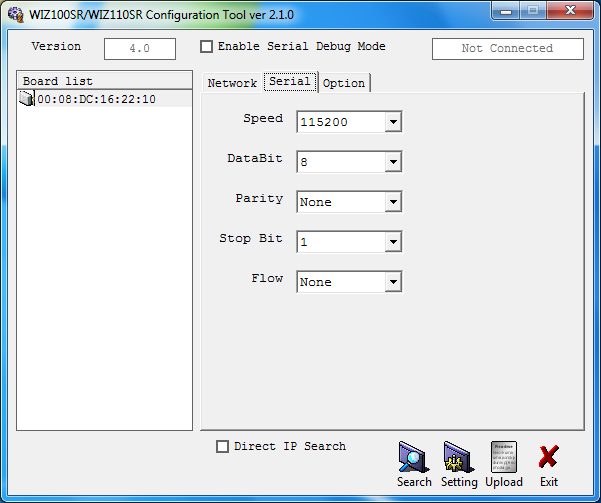 WIZ100SR/WIZ110SR Configuration Tool ver 2.1.0
Version 4.0 Enable Serial Debug Mode Not Connected
Board list
00:08:DC:16:22:10
Network Serial Option
Speed 115200
DataBit 8
Parity None
Stop Bit 1
Flow None
Direct IP Search
Search Setting Upload Exit